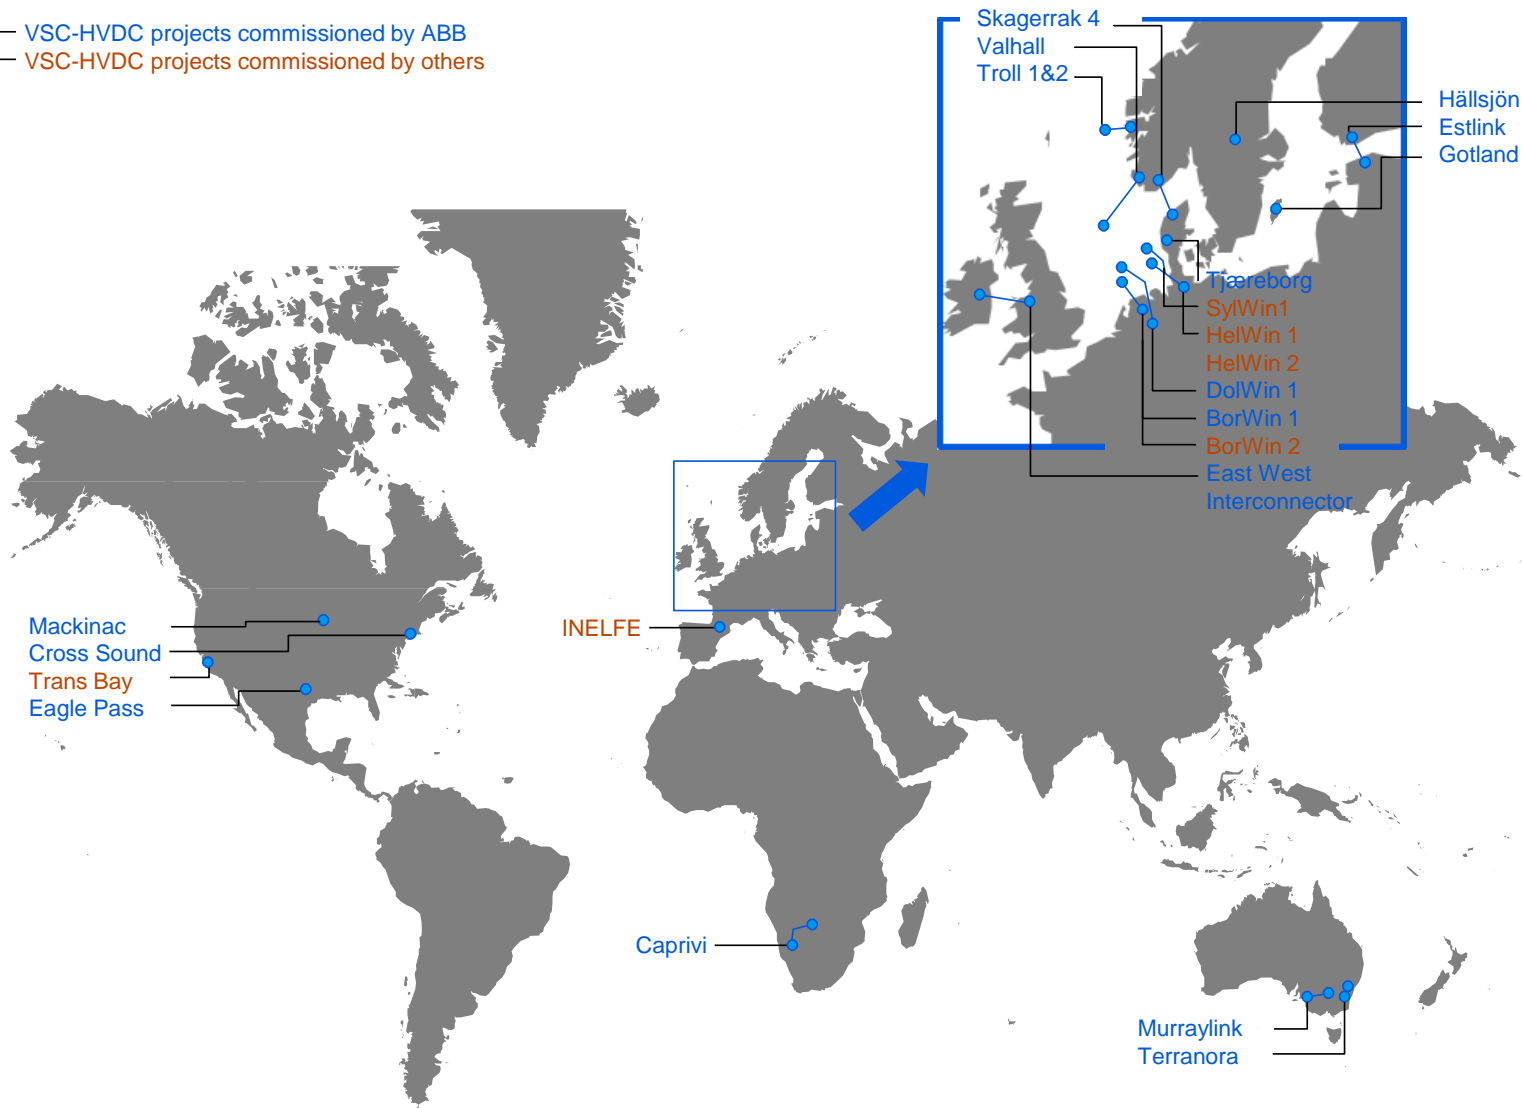 VSC-HVDC projects commissioned by ABB
VSC-HVDC projects commissioned by others
Skagerrak 4
Valhall
Troll 1&2
Hällsjön
Estlink
Gotland
Tjæreborg
SylWin1
HelWin 1
HelWin 2
DolWin 1
BorWin 1
BorWin 2
East West
Interconnector
Mackinac
Cross Sound
Trans Bay
Eagle Pass
INELFE
Caprivi
Murraylink
Terranora